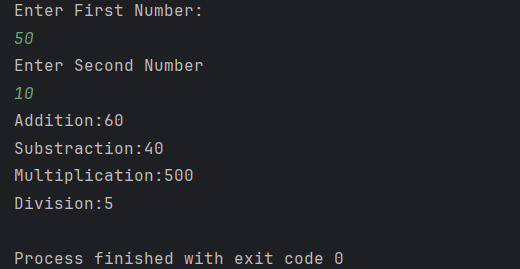 Enter First Number:
50
Enter Second Number
10
Addition:60
Substraction:40
Multiplication:500
Division:5
Process finished with exit code 0